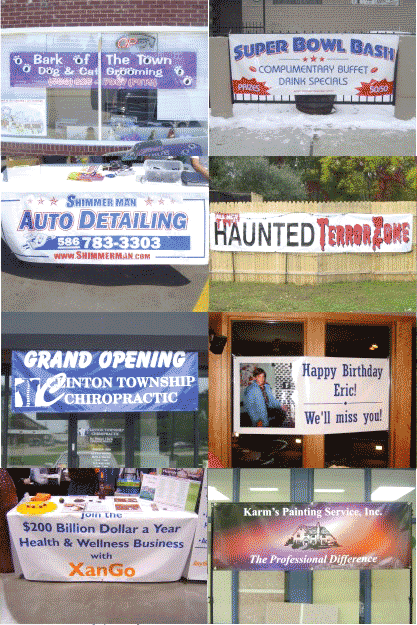 OPEN
Bark of The Town
Dog & Cat Grooming
SUPER BOWL BASH
COMPLIMENTARY BUFFET
DRINK SPECIALS
PRIZES
50/50
SHIMMER MAN
AUTO DETAILING
586 783-3303
WWW.SHIMMERMAN.COM
HAUNTED TERROR ZONE
GRAND OPENING
CLINTON TOWNSHIP
CHIROPRACTIC
Happy Birthday
Eric!
We'll miss you!
Join the
$200 Billion Dollar a Year
Health & Wellness Business
with
XanGo
Karm's Painting Service, Inc.
The Professional Difference